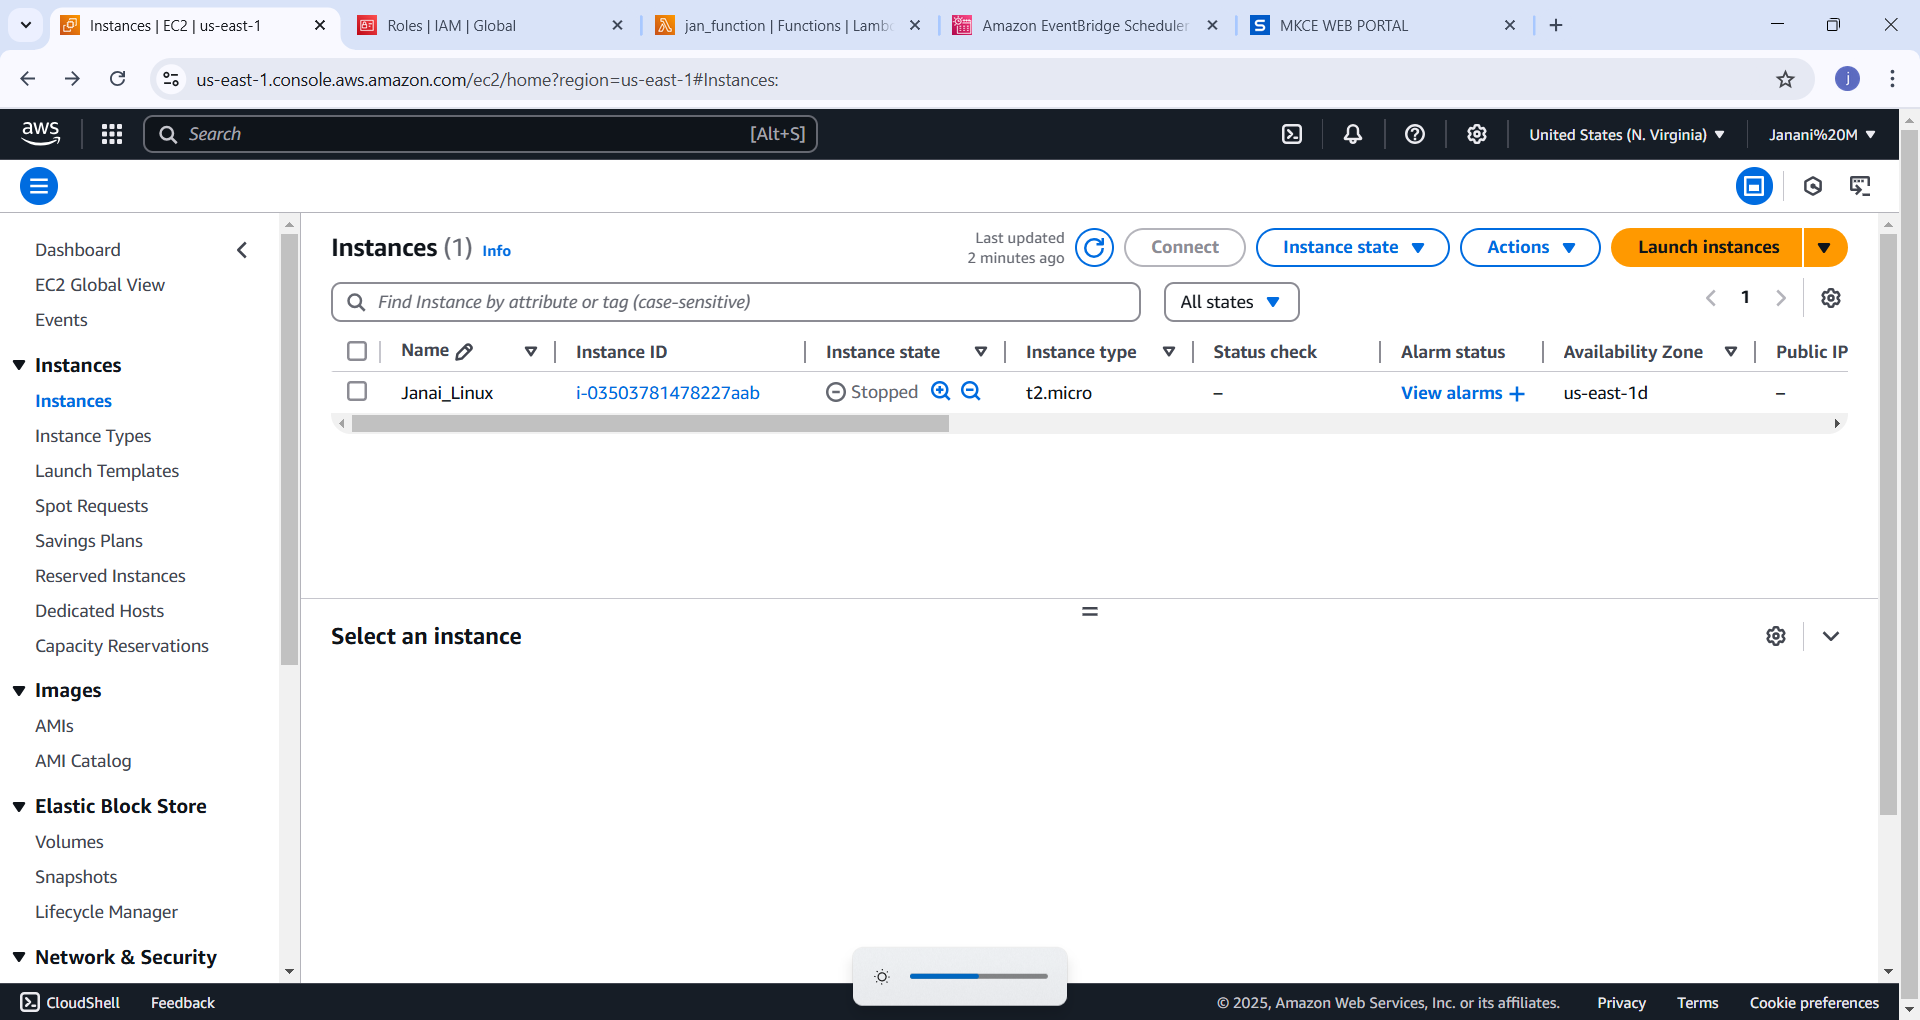 Instances | EC2 | us-east-1
Roles | IAM | Global
jan_function | Functions | Lambd
Amazon EventBridge Scheduler
MKCE WEB PORTAL
us-east-1.console.aws.amazon.com/ec2/home?region=us-east-1#Instances:
j
aws
Search
[Alt+S]
United States (N. Virginia)
Janani%20M
Dashboard
EC2 Global View
Events
Instances
Instances
Instance Types
Launch Templates
Spot Requests
Savings Plans
Reserved Instances
Dedicated Hosts
Capacity Reservations
Images
AMIs
AMI Catalog
Elastic Block Store
Volumes
Snapshots
Lifecycle Manager
Network & Security
Instances (1) Info
Last updated
2 minutes ago
Connect
Instance state
Actions
Launch instances
Find Instance by attribute or tag (case-sensitive)
All states
1
Name
Instance ID
Instance state
Instance type
Status check
Alarm status
Availability Zone
Public IP
Janai_Linux
i-03503781478227aab
Stopped
t2.micro
–
View alarms +
us-east-1d
–
Select an instance
CloudShell
Feedback
© 2025, Amazon Web Services, Inc. or its affiliates.
Privacy
Terms
Cookie preferences